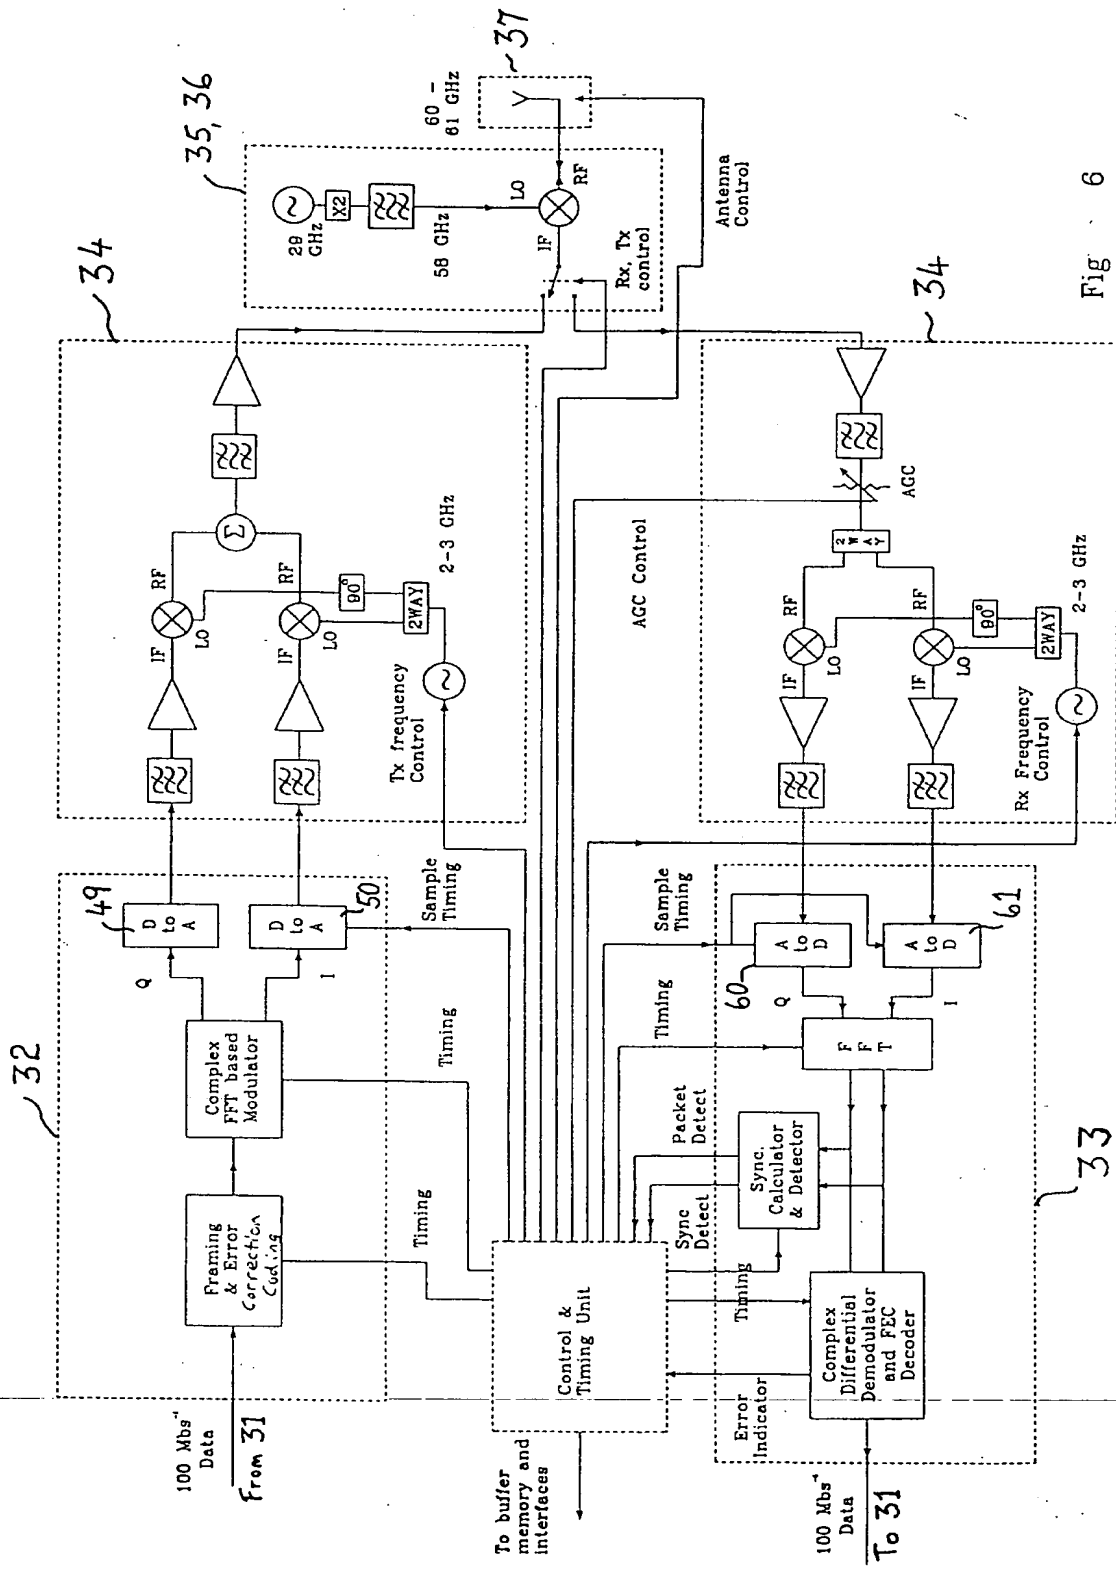 32
100 Mbs⁻¹
Data
From 31
Framing
& Error
Correction
Coding
Complex
FFT based
Modulator
Q
I
49
D
to
A
50
D
to
A
Timing
Timing
Sample
Timing
34
IF
RF
LO
IF
RF
LO
Σ
90°
2WAY
2-3 GHz
Tx frequency
Control
35, 36
29
GHz
X2
58 GHz
LO
IF
RF
Rx, Tx
control
60 -
61 GHz
37
Antenna
Control
To buffer
memory and
interfaces
Control &
Timing Unit
AGC Control
34
AGC
2
W
A
Y
RF
IF
LO
RF
IF
LO
90°
2WAY
2-3 GHz
Rx Frequency
Control
Sample
Timing
Timing
Packet
Detect
Sync
Detect
Timing
Error
Indicator
60
A
to
D
61
A
to
D
Q
I
F
F
T
Sync.
Calculator
& Detector
Complex
Differential
Demodulator
and FEC
Decoder
100 Mbs⁻¹
Data
To 31
33
Fig 6